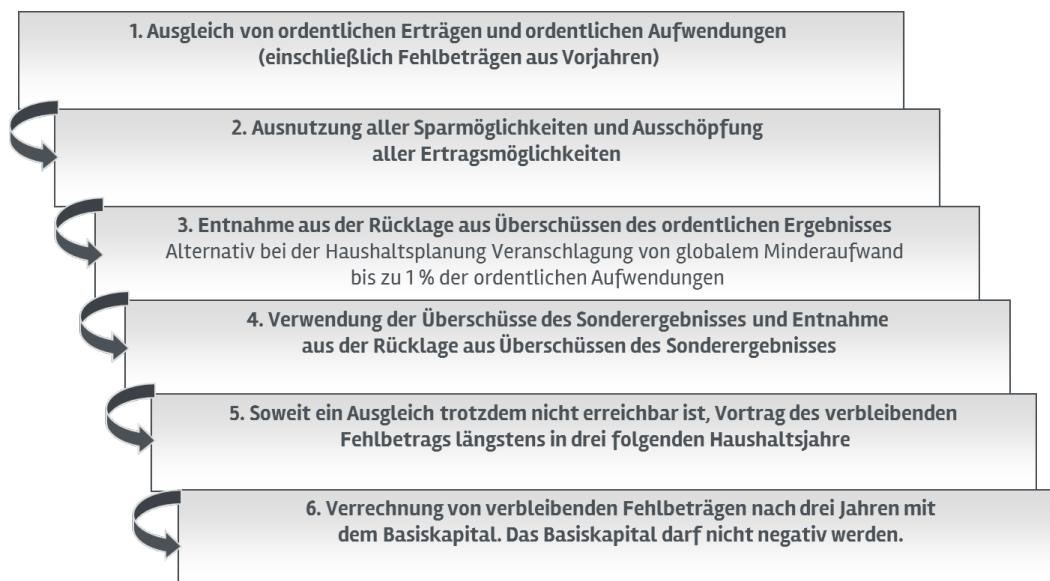 1. Ausgleich von ordentlichen Erträgen und ordentlichen Aufwendungen
(einschließlich Fehlbeträgen aus Vorjahren)
2. Ausnutzung aller Sparmöglichkeiten und Ausschöpfung
aller Ertragsmöglichkeiten
3. Entnahme aus der Rücklage aus Überschüssen des ordentlichen Ergebnisses
Alternativ bei der Haushaltsplanung Veranschlagung von globalem Minderaufwand
bis zu 1 % der ordentlichen Aufwendungen
4. Verwendung der Überschüsse des Sonderergebnisses und Entnahme
aus der Rücklage aus Überschüssen des Sonderergebnisses
5. Soweit ein Ausgleich trotzdem nicht erreichbar ist, Vortrag des verbleibenden
Fehlbetrags längstens in drei folgenden Haushaltsjahre
6. Verrechnung von verbleibenden Fehlbeträgen nach drei Jahren mit
dem Basiskapital. Das Basiskapital darf nicht negativ werden.